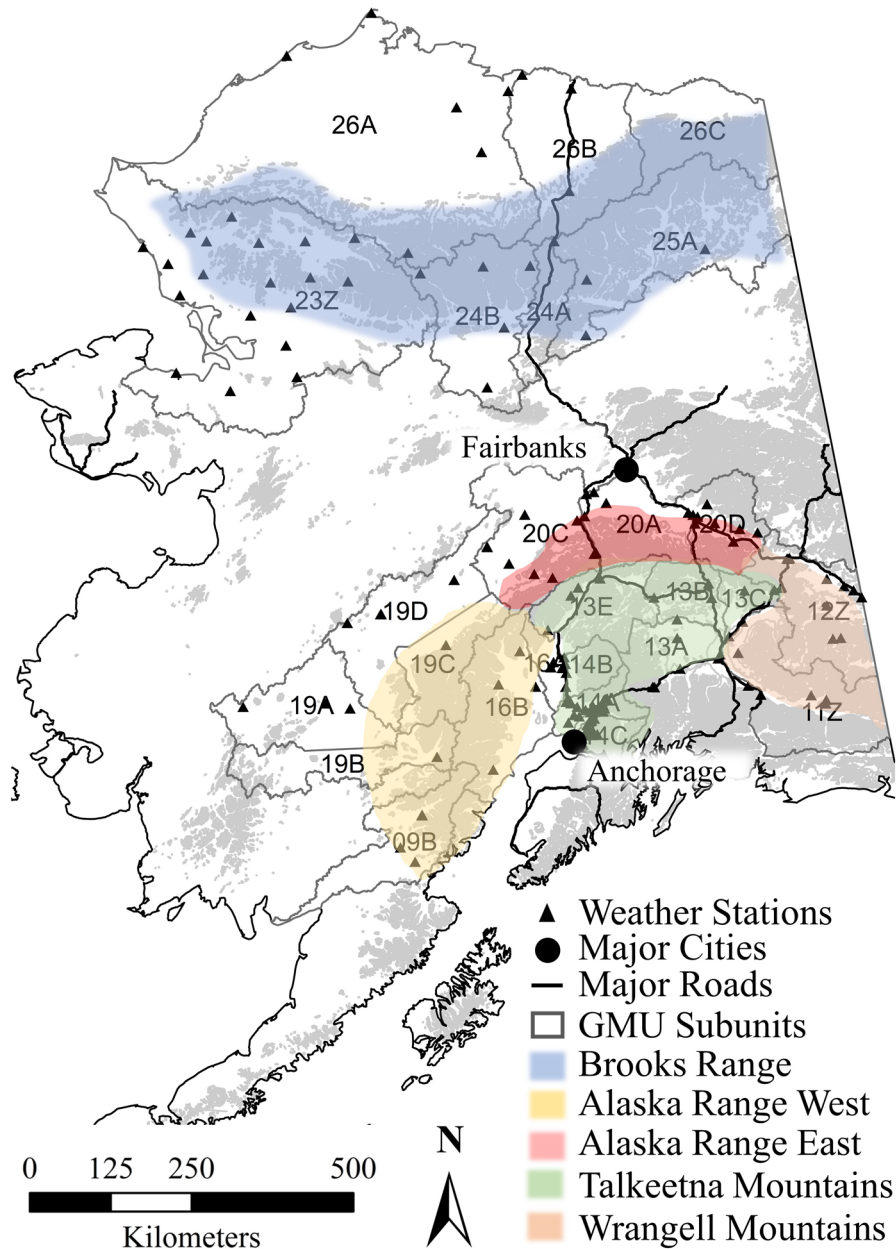 26A
26B
26C
25A
23Z
24B
24A
Fairbanks
20C
20A
20D
19D
13E
13B
13C
12Z
19C
13A
14B
16B
19A
11Z
19B
Anchorage
09B
Weather Stations
Major Cities
Major Roads
GMU Subunits
Brooks Range
Alaska Range West
Alaska Range East
Talkeetna Mountains
Wrangell Mountains
N
0 125 250 500
Kilometers